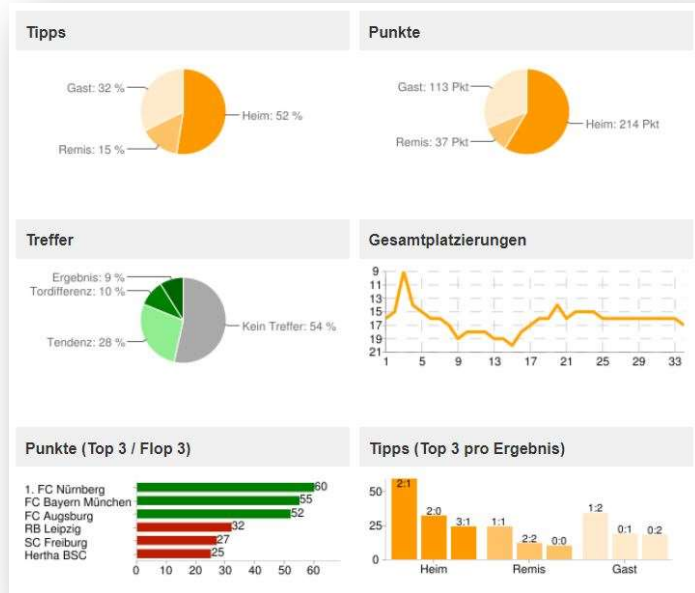 Tipps
Gast: 32 %
Heim: 52 %
Remis: 15 %
Punkte
Gast: 113 Pkt
Heim: 214 Pkt
Remis: 37 Pkt
Treffer
Ergebnis: 9 %
Tordifferenz: 10 %
Kein Treffer: 54 %
Tendenz: 28 %
Gesamtplatzierungen
9
11
13
15
17
19
21
1 5 9 13 17 21 25 29 33
Punkte (Top 3 / Flop 3)
1. FC Nürnberg 60
FC Bayern München 55
FC Augsburg 52
RB Leipzig 32
SC Freiburg 27
Hertha BSC 25
0 10 20 30 40 50 60
Tipps (Top 3 pro Ergebnis)
50
25
0
2:1 2:0 3:1 1:1 2:2 0:0 1:2 0:1 0:2
Heim Remis Gast